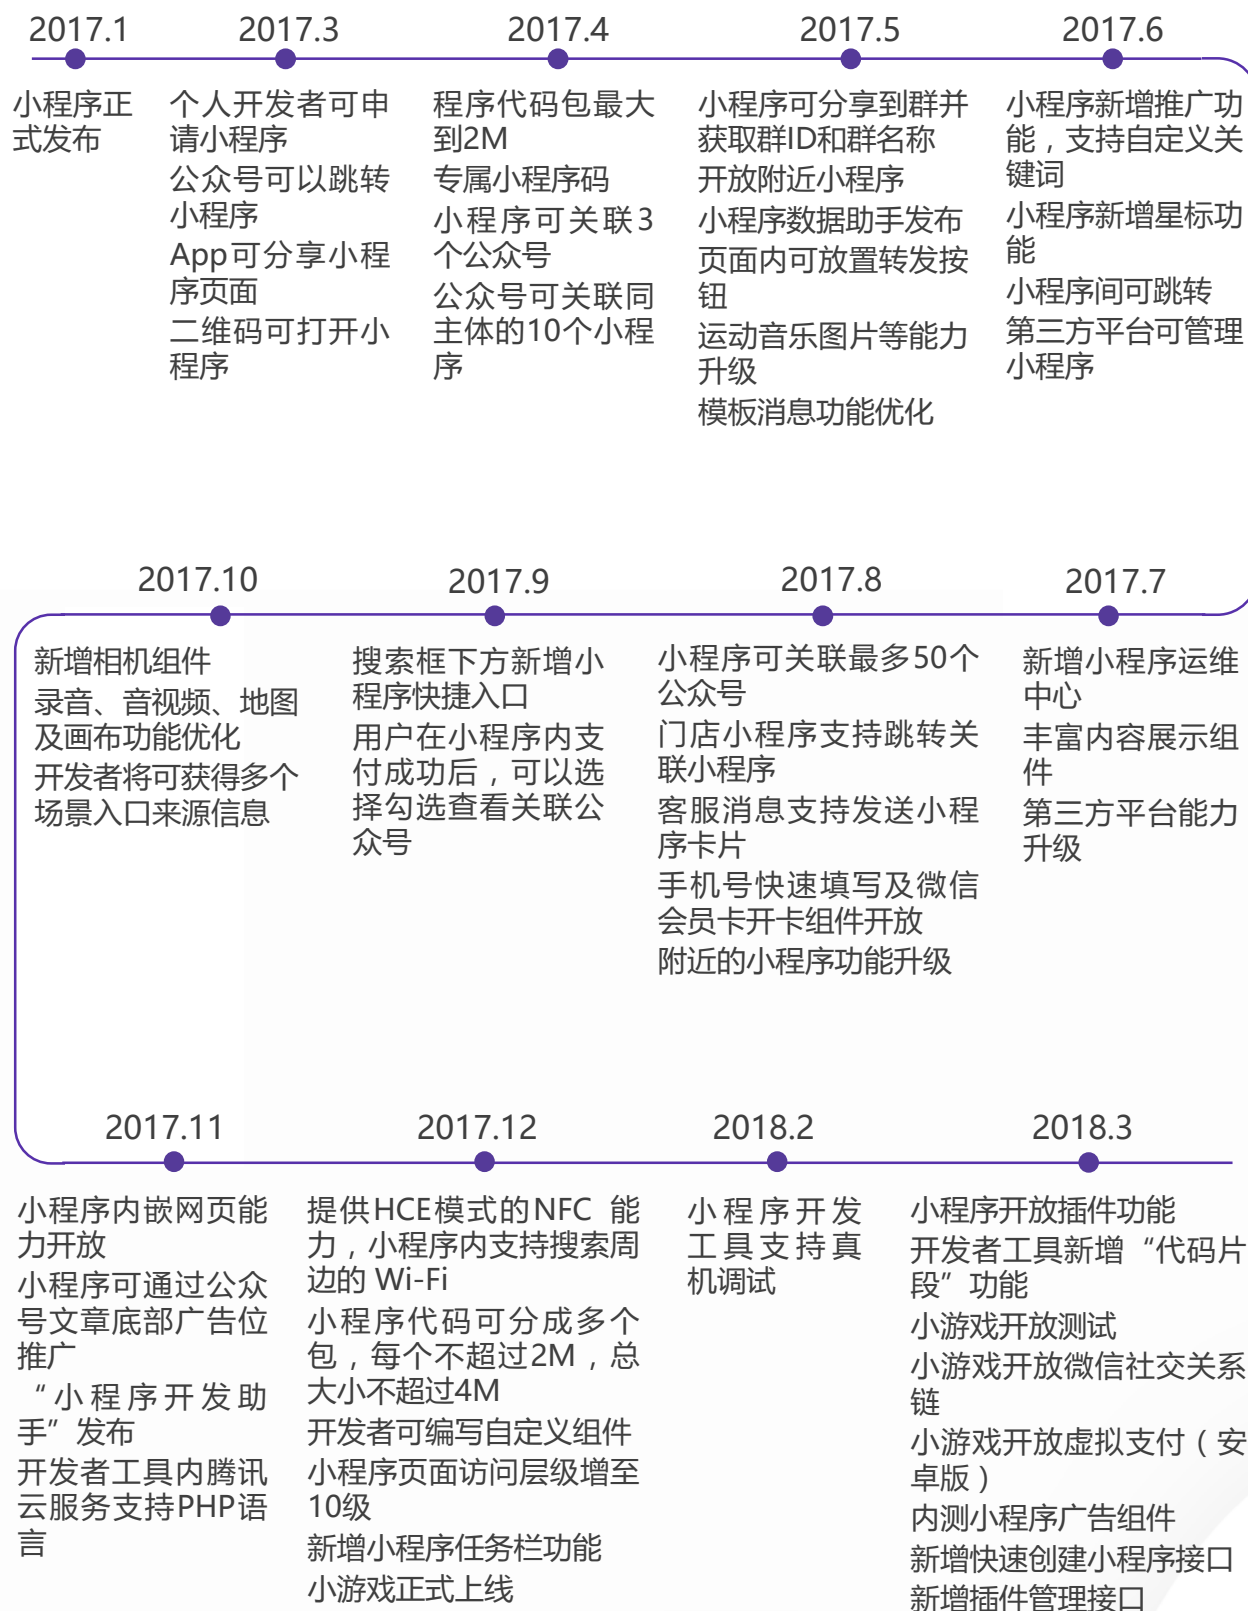 2017.1
小程序正
式发布
2017.3
个人开发者可申
请小程序
公众号可以跳转
小程序
App可分享小程
序页面
二维码可打开小
程序
2017.4
程序代码包最大
到2M
专属小程序码
小程序可关联3
个公众号
公众号可关联同
主体的10个小程
序
2017.5
小程序可分享到群并
获取群ID和群名称
开放附近小程序
小程序数据助手发布
页面内可放置转发按
钮
运动音乐图片等能力
升级
模板消息功能优化
2017.6
小程序新增推广功
能，支持自定义关
键词
小程序新增星标功
能
小程序间可跳转
第三方平台可管理
小程序
2017.7
新增小程序运维
中心
丰富内容展示组
件
第三方平台能力
升级
2017.8
小程序可关联最多50个
公众号
门店小程序支持跳转关
联小程序
客服消息支持发送小程
序卡片
手机号快速填写及微信
会员卡开卡组件开放
附近的小程序功能升级
2017.9
搜索框下方新增小
程序快捷入口
用户在小程序内支
付成功后，可以选
择勾选查看关联公
众号
2017.10
新增相机组件
录音、音视频、地图
及画布功能优化
开发者将可获得多个
场景入口来源信息
2017.11
小程序内嵌网页能
力开放
小程序可通过公众
号文章底部广告位
推广
“小程序开发助
手”发布
开发者工具内腾讯
云服务支持PHP语
言
2017.12
提供HCE模式的NFC 能
力，小程序内支持搜索周
边的 Wi-Fi
小程序代码可分成多个
包，每个不超过2M，总
大小不超过4M
开发者可编写自定义组件
小程序页面访问层级增至
10级
新增小程序任务栏功能
小游戏正式上线
2018.2
小程序开发
工具支持真
机调试
2018.3
小程序开放插件功能
开发者工具新增“代码片
段”功能
小游戏开放测试
小游戏开放微信社交关系
链
小游戏开放虚拟支付（安
卓版）
内测小程序广告组件
新增快速创建小程序接口
新增插件管理接口